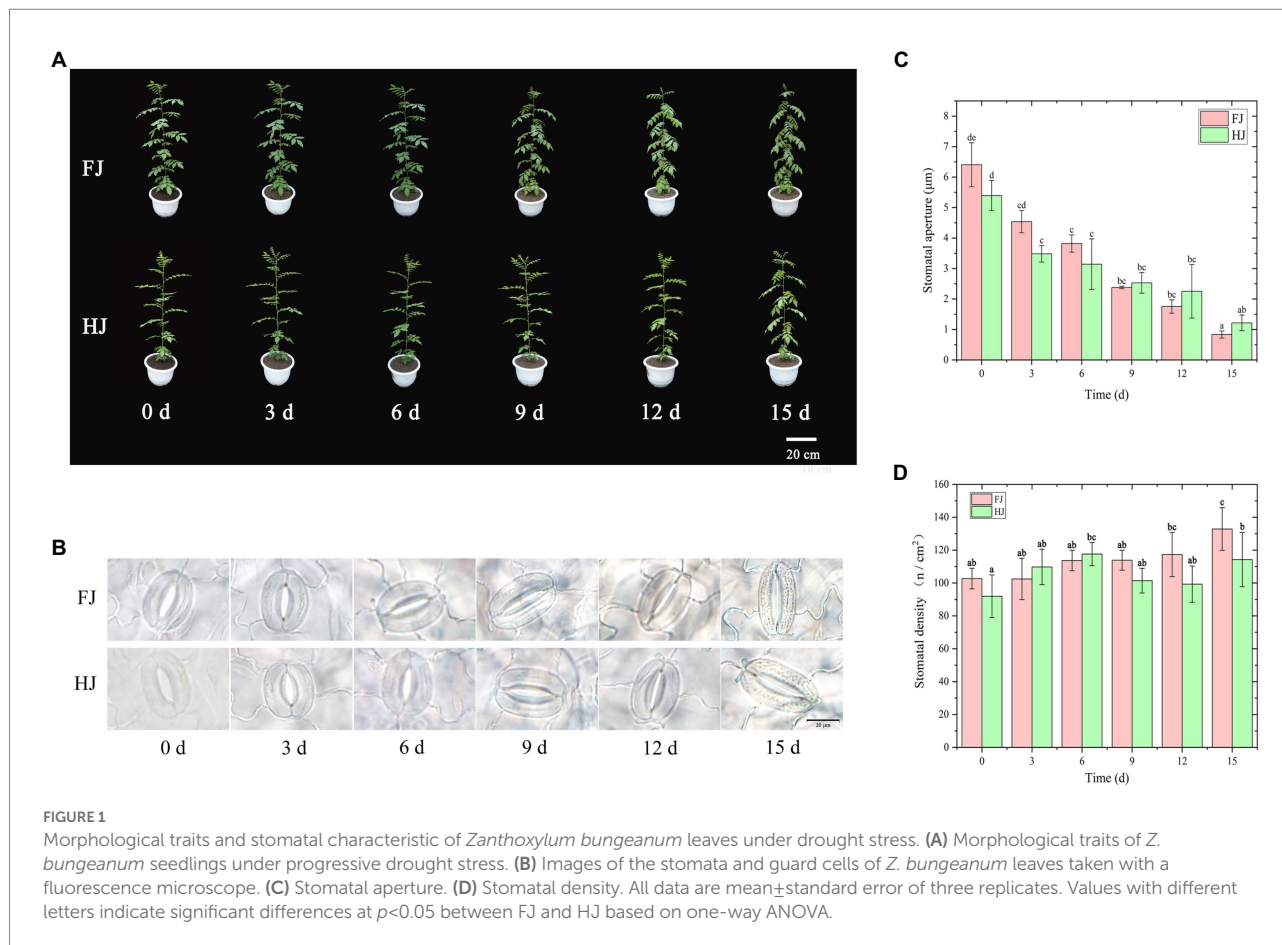 A
FJ
HJ
0 d 3 d 6 d 9 d 12 d 15 d
20 cm
10 cm
B
FJ
HJ
20 μm
0 d 3 d 6 d 9 d 12 d 15 d
C
FJ
HJ
Stomatal aperture (μm)
9
8
7
6
5
4
3
2
1
0
de d cd c c c bc bc bc bc a ab
0 3 6 9 12 15
Time (d)
D
FJ
HJ
Stomatal density (n / cm²)
160
140
120
100
80
60
40
20
0
ab a ab ab ab bc ab ab bc ab c b
0 3 6 9 12 15
Time (d)
FIGURE 1
Morphological traits and stomatal characteristic of Zanthoxylum bungeanum leaves under drought stress. (A) Morphological traits of Z.
bungeanum seedlings under progressive drought stress. (B) Images of the stomata and guard cells of Z. bungeanum leaves taken with a
fluorescence microscope. (C) Stomatal aperture. (D) Stomatal density. All data are mean±standard error of three replicates. Values with different
letters indicate significant differences at p<0.05 between FJ and HJ based on one-way ANOVA.